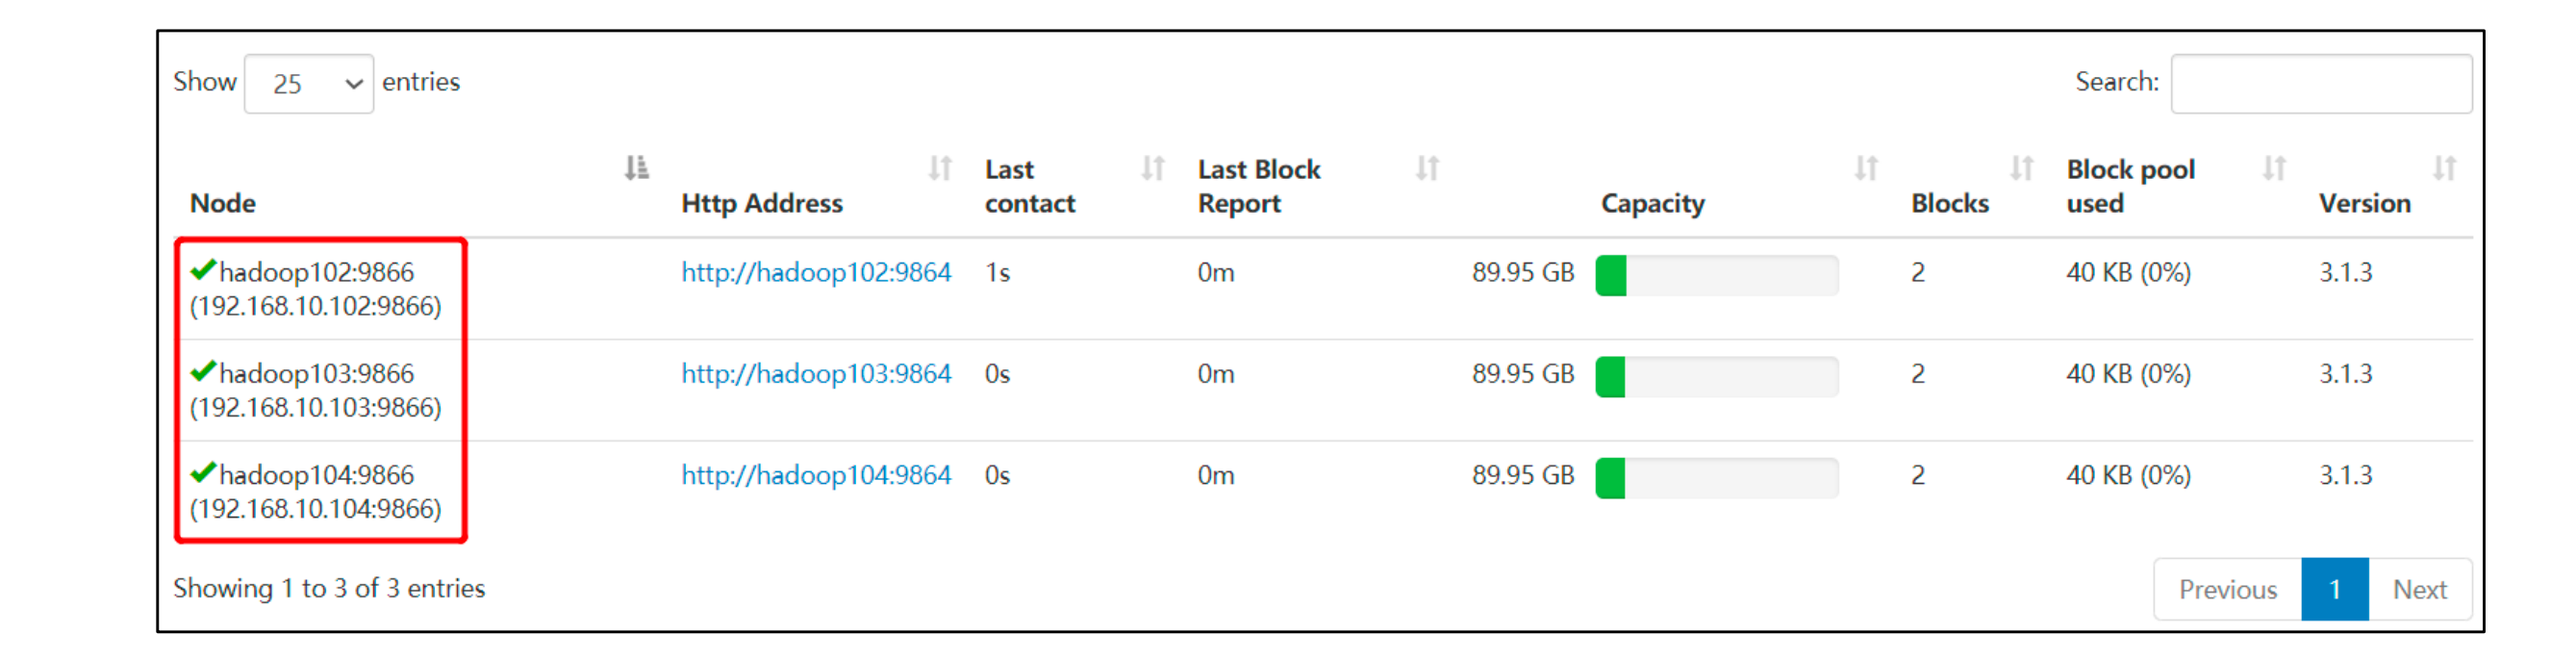 Show 25 entries Search:
Node Http Address Last contact Last Block Report Capacity Blocks Block pool used Version
hadoop102:9866 http://hadoop102:9864 1s 0m 89.95 GB 2 40 KB (0%) 3.1.3
(192.168.10.102:9866)
hadoop103:9866 http://hadoop103:9864 0s 0m 89.95 GB 2 40 KB (0%) 3.1.3
(192.168.10.103:9866)
hadoop104:9866 http://hadoop104:9864 0s 0m 89.95 GB 2 40 KB (0%) 3.1.3
(192.168.10.104:9866)
Showing 1 to 3 of 3 entries Previous 1 Next